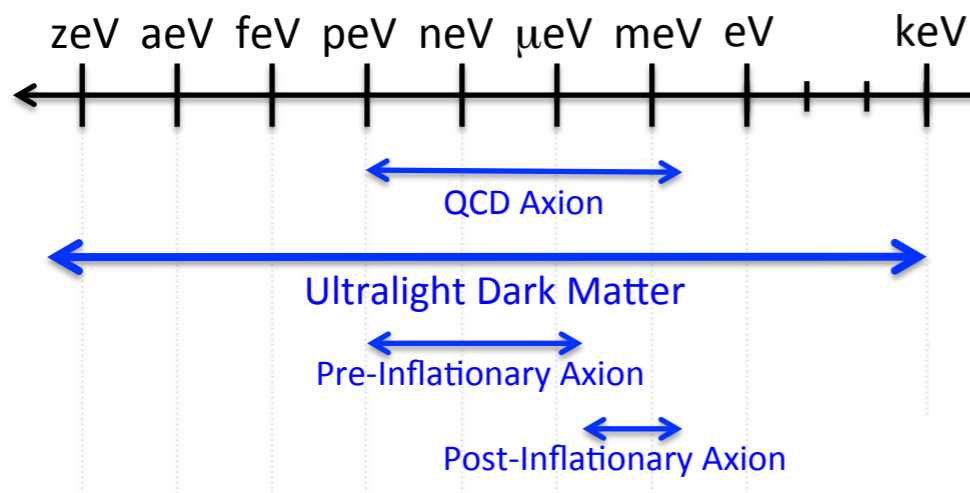 zeV aeV feV peV neV μeV meV eV keV
QCD Axion
Ultralight Dark Matter
Pre-Inflationary Axion
Post-Inflationary Axion